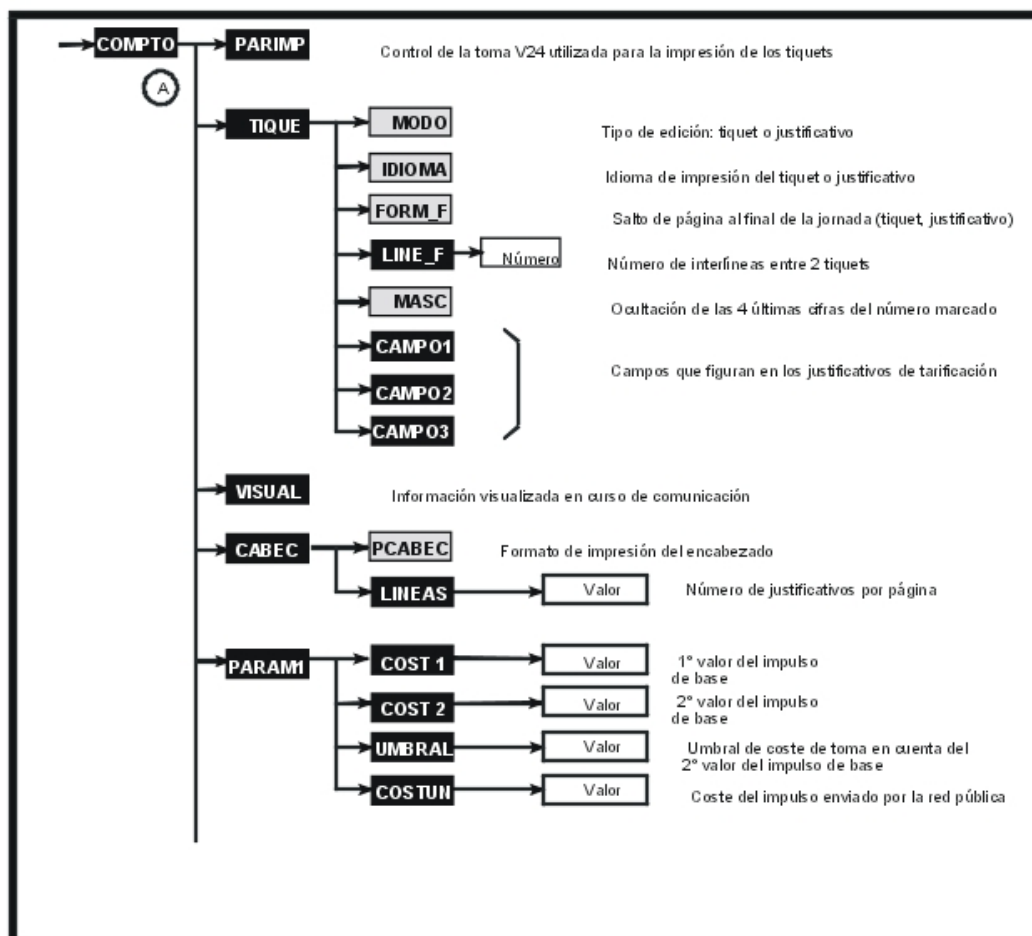 COMPTO PARIMP Control de la toma V24 utilizada para la impresión de los tiquets
A
TIQUE MODO Tipo de edición: tiquet o justificativo
IDIOMA Idioma de impresión del tiquet o justificativo
FORM_F Salto de página al final de la jornada (tiquet, justificativo)
LINE_F Número Número de interlíneas entre 2 tiquets
MASC Ocultación de las 4 últimas cifras del número marcado
CAMPO1
Campos que figuran en los justificativos de tarificación
CAMPO2
CAMPO3
VISUAL Información visualizada en curso de comunicación
CABEC PCABEC Formato de impresión del encabezado
LINEAS Valor Número de justificativos por página
PARAM1 COST 1 Valor 1° valor del impulso
de base
COST 2 Valor 2° valor del impulso
de base
UMBRAL Valor Umbral de coste de toma en cuenta del
2° valor del impulso de base
COSTUN Valor Coste del impulso enviado por la red pública